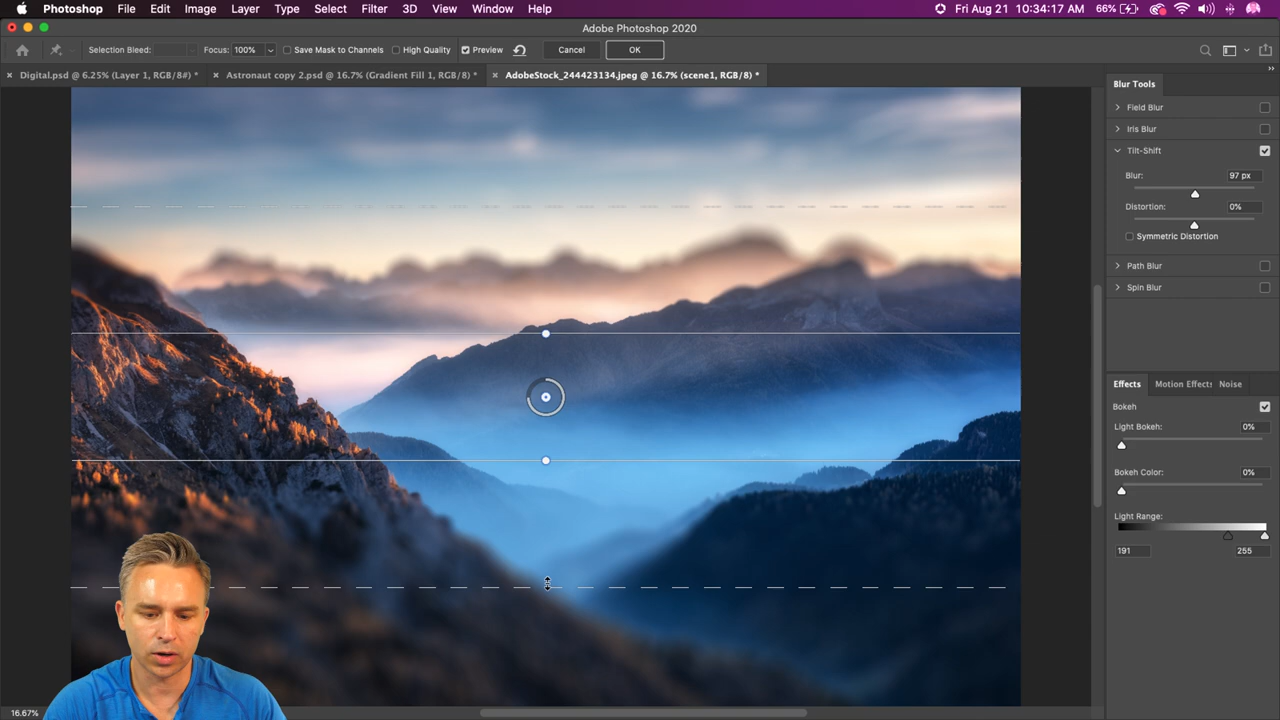 Photoshop File Edit Image Layer Type Select Filter 3D View Window Help Fri Aug 21 10:34:17 AM 66%
Adobe Photoshop 2020
Selection Bleed: Focus: 100% Save Mask to Channels High Quality Preview Cancel OK
Digital.psd @ 6.25% (Layer 1, RGB/8#) * Astronaut copy 2.psd @ 16.7% (Gradient Fill 1, RGB/8) * AdobeStock_244423134.jpeg @ 16.7% (scene1, RGB/8) *
Blur Tools
Field Blur
Iris Blur
Tilt-Shift
Blur: 97 px
Distortion: 0%
Symmetric Distortion
Path Blur
Spin Blur
Effects Motion Effects Noise
Bokeh
Light Bokeh: 0%
Bokeh Color: 0%
Light Range:
191 255
16.67%